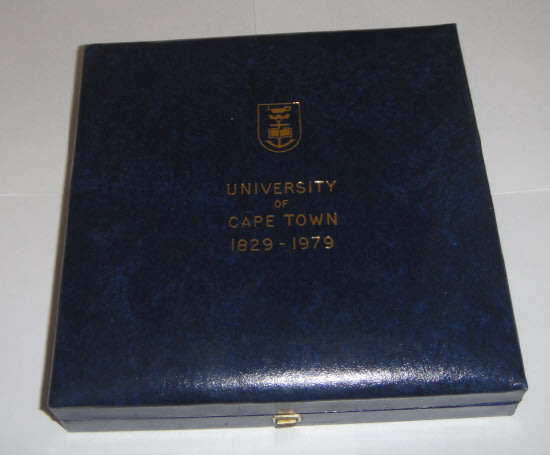 UNIVERSITY
OF
CAPE TOWN
1829-1979